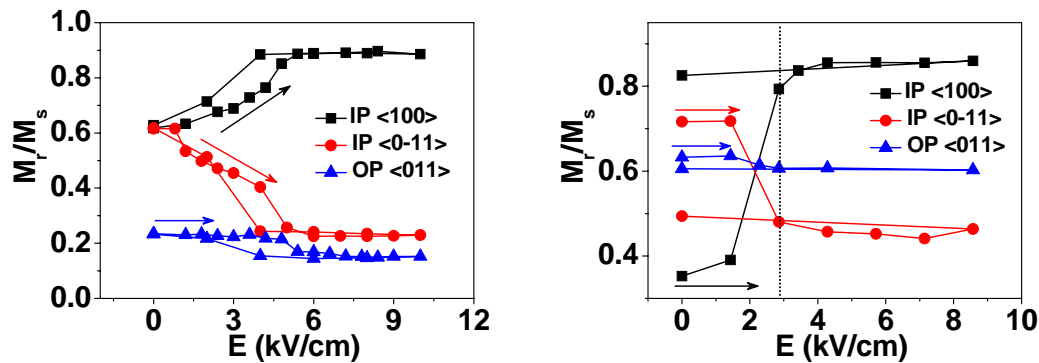 1.0
0.8
0.6
0.4
0.2
0.0
M_r/M_s
IP <100>
IP <0-11>
OP <011>
0 3 6 9 12
E (kV/cm)
0.8
0.6
0.4
M_r/M_s
IP <100>
IP <0-11>
OP <011>
0 2 4 6 8 10
E (kV/cm)